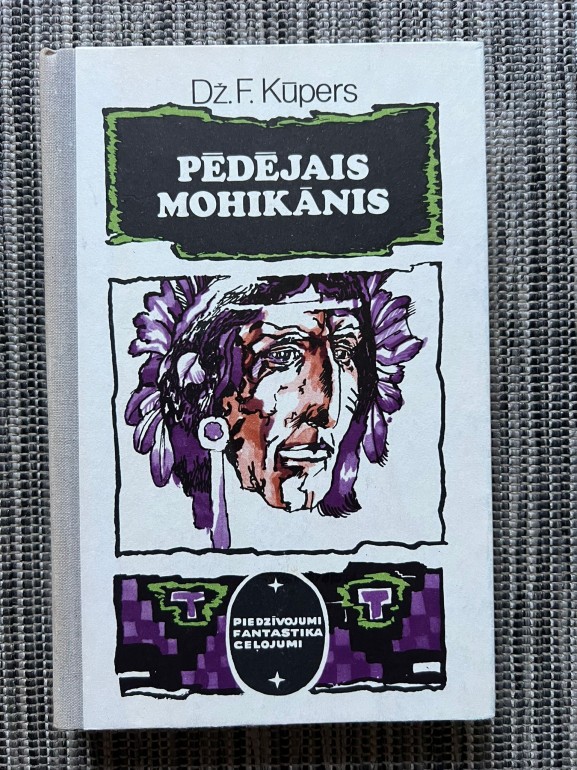 Dž. F. Kūpers
PĒDĒJAIS
MOHIKĀNIS
T T
PIEDZĪVOJUMI
FANTASTIKA
CEĻOJUMI